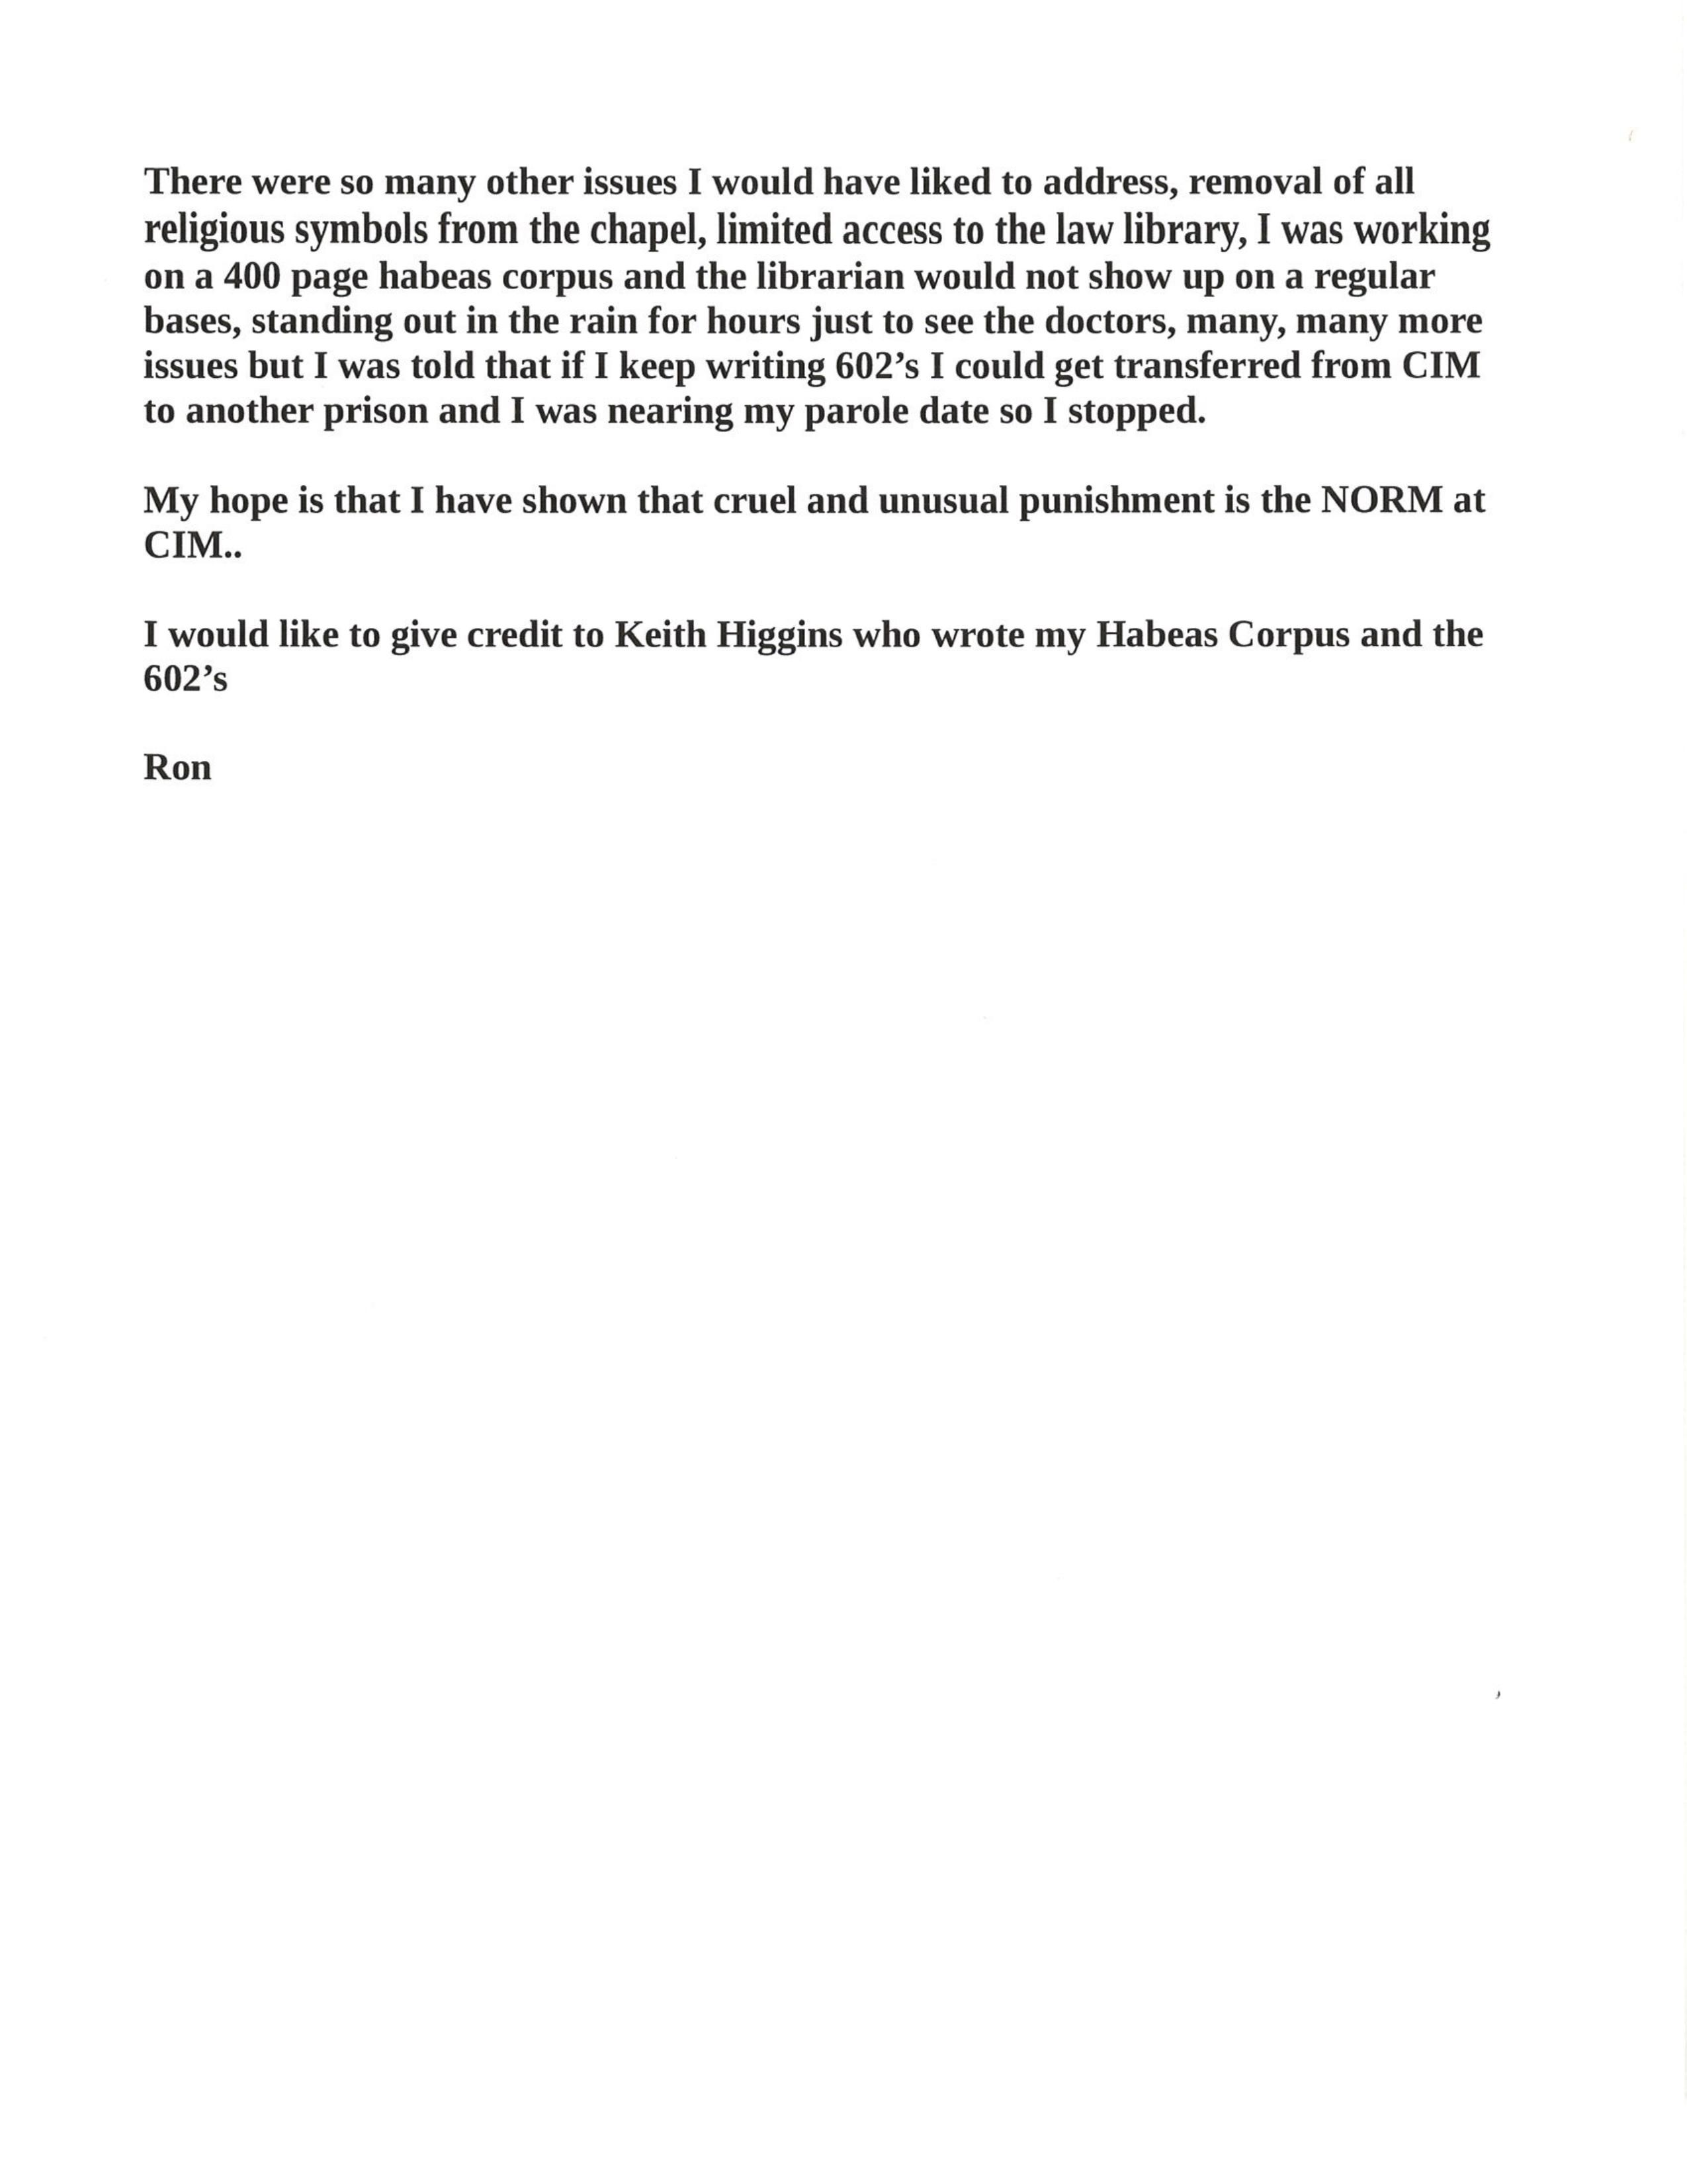 There were so many other issues I would have liked to address, removal of all
religious symbols from the chapel, limited access to the law library, I was working
on a 400 page habeas corpus and the librarian would not show up on a regular
bases, standing out in the rain for hours just to see the doctors, many, many more
issues but I was told that if I keep writing 602’s I could get transferred from CIM
to another prison and I was nearing my parole date so I stopped.
My hope is that I have shown that cruel and unusual punishment is the NORM at
CIM..
I would like to give credit to Keith Higgins who wrote my Habeas Corpus and the
602’s
Ron